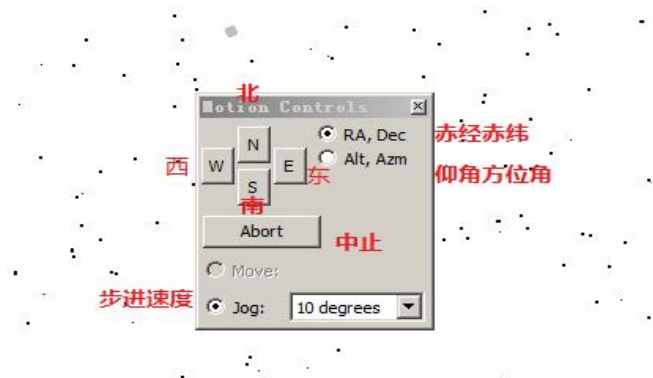 北
Motion Controls
N
RA, Dec 赤经赤纬
西 W E 东 Alt, Azm 仰角方位角
S
南
Abort 中止
Move:
步进速度 Jog: 10 degrees